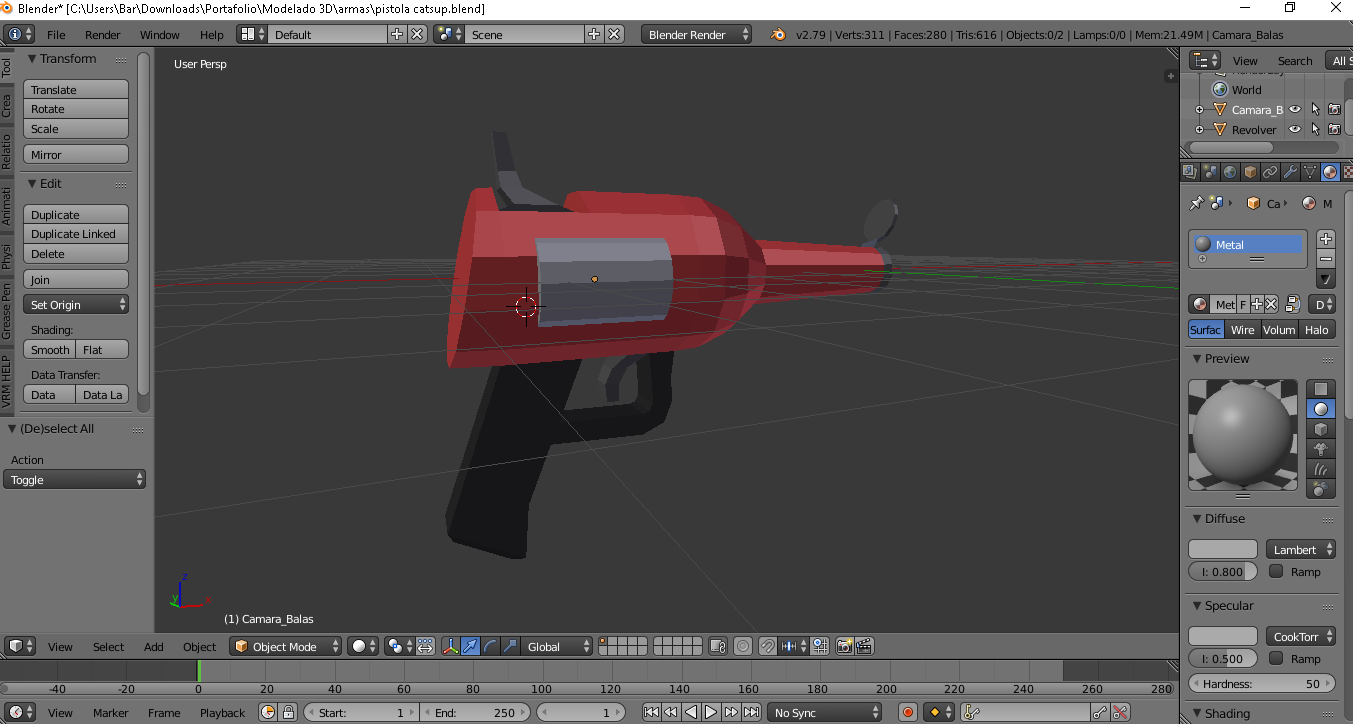 Blender* [C:\Users\Bar\Downloads\Portafolio\Modelado 3D\armas\pistola catsup.blend]
File Render Window Help Default Scene Blender Render v2.79 | Verts:311 | Faces:280 | Tris:616 | Objects:0/2 | Lamps:0/0 | Mem:21.49M | Camara_Balas
Tool
Crea
Relatio
Animati
Physi
Grease Pen
VRM HELP
Transform
Translate
Rotate
Scale
Mirror
Edit
Duplicate
Duplicate Linked
Delete
Join
Set Origin
Shading:
Smooth Flat
Data Transfer:
Data Data La
(De)select All
Action
Toggle
User Persp
z
y
x
(1) Camara_Balas
View Search All S
World
Camara_B
Revolver
Ca M
Metal
Met F D
Surfac Wire Volum Halo
Preview
Diffuse
Lambert
I: 0.800 Ramp
Specular
CookTorr
I: 0.500 Ramp
Hardness: 50
Shading
View Select Add Object Object Mode Global
-40 -20 0 20 40 60 80 100 120 140 160 180 200 220 240 260 280
View Marker Frame Playback Start: 1 End: 250 1 No Sync